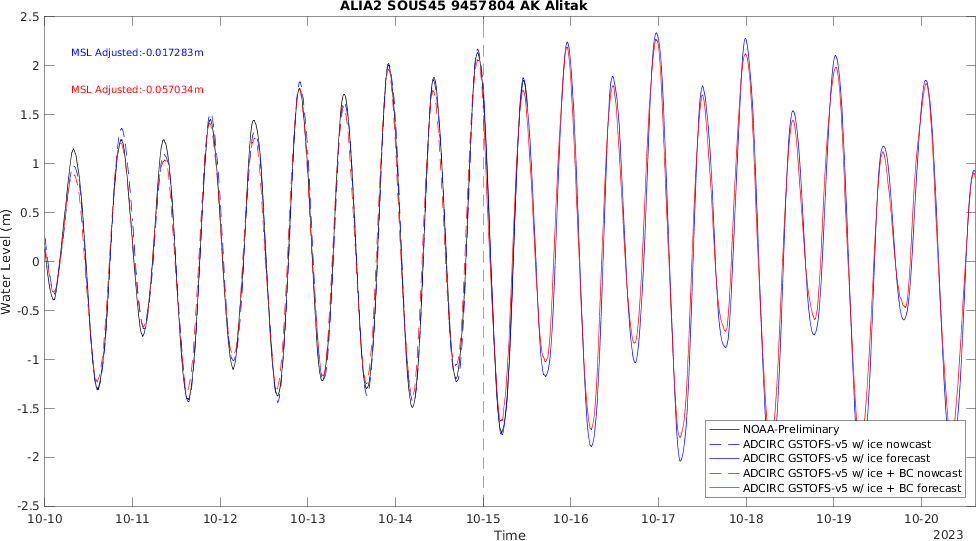 ALIA2 SOUS45 9457804 AK Alitak
MSL Adjusted:-0.017283m
MSL Adjusted:-0.057034m
2.5
2
1.5
1
0.5
0
-0.5
-1
-1.5
-2
-2.5
Water Level (m)
NOAA-Preliminary
ADCIRC GSTOFS-v5 w/ ice nowcast
ADCIRC GSTOFS-v5 w/ ice forecast
ADCIRC GSTOFS-v5 w/ ice + BC nowcast
ADCIRC GSTOFS-v5 w/ ice + BC forecast
10-10 10-11 10-12 10-13 10-14 10-15 10-16 10-17 10-18 10-19 10-20
Time
2023